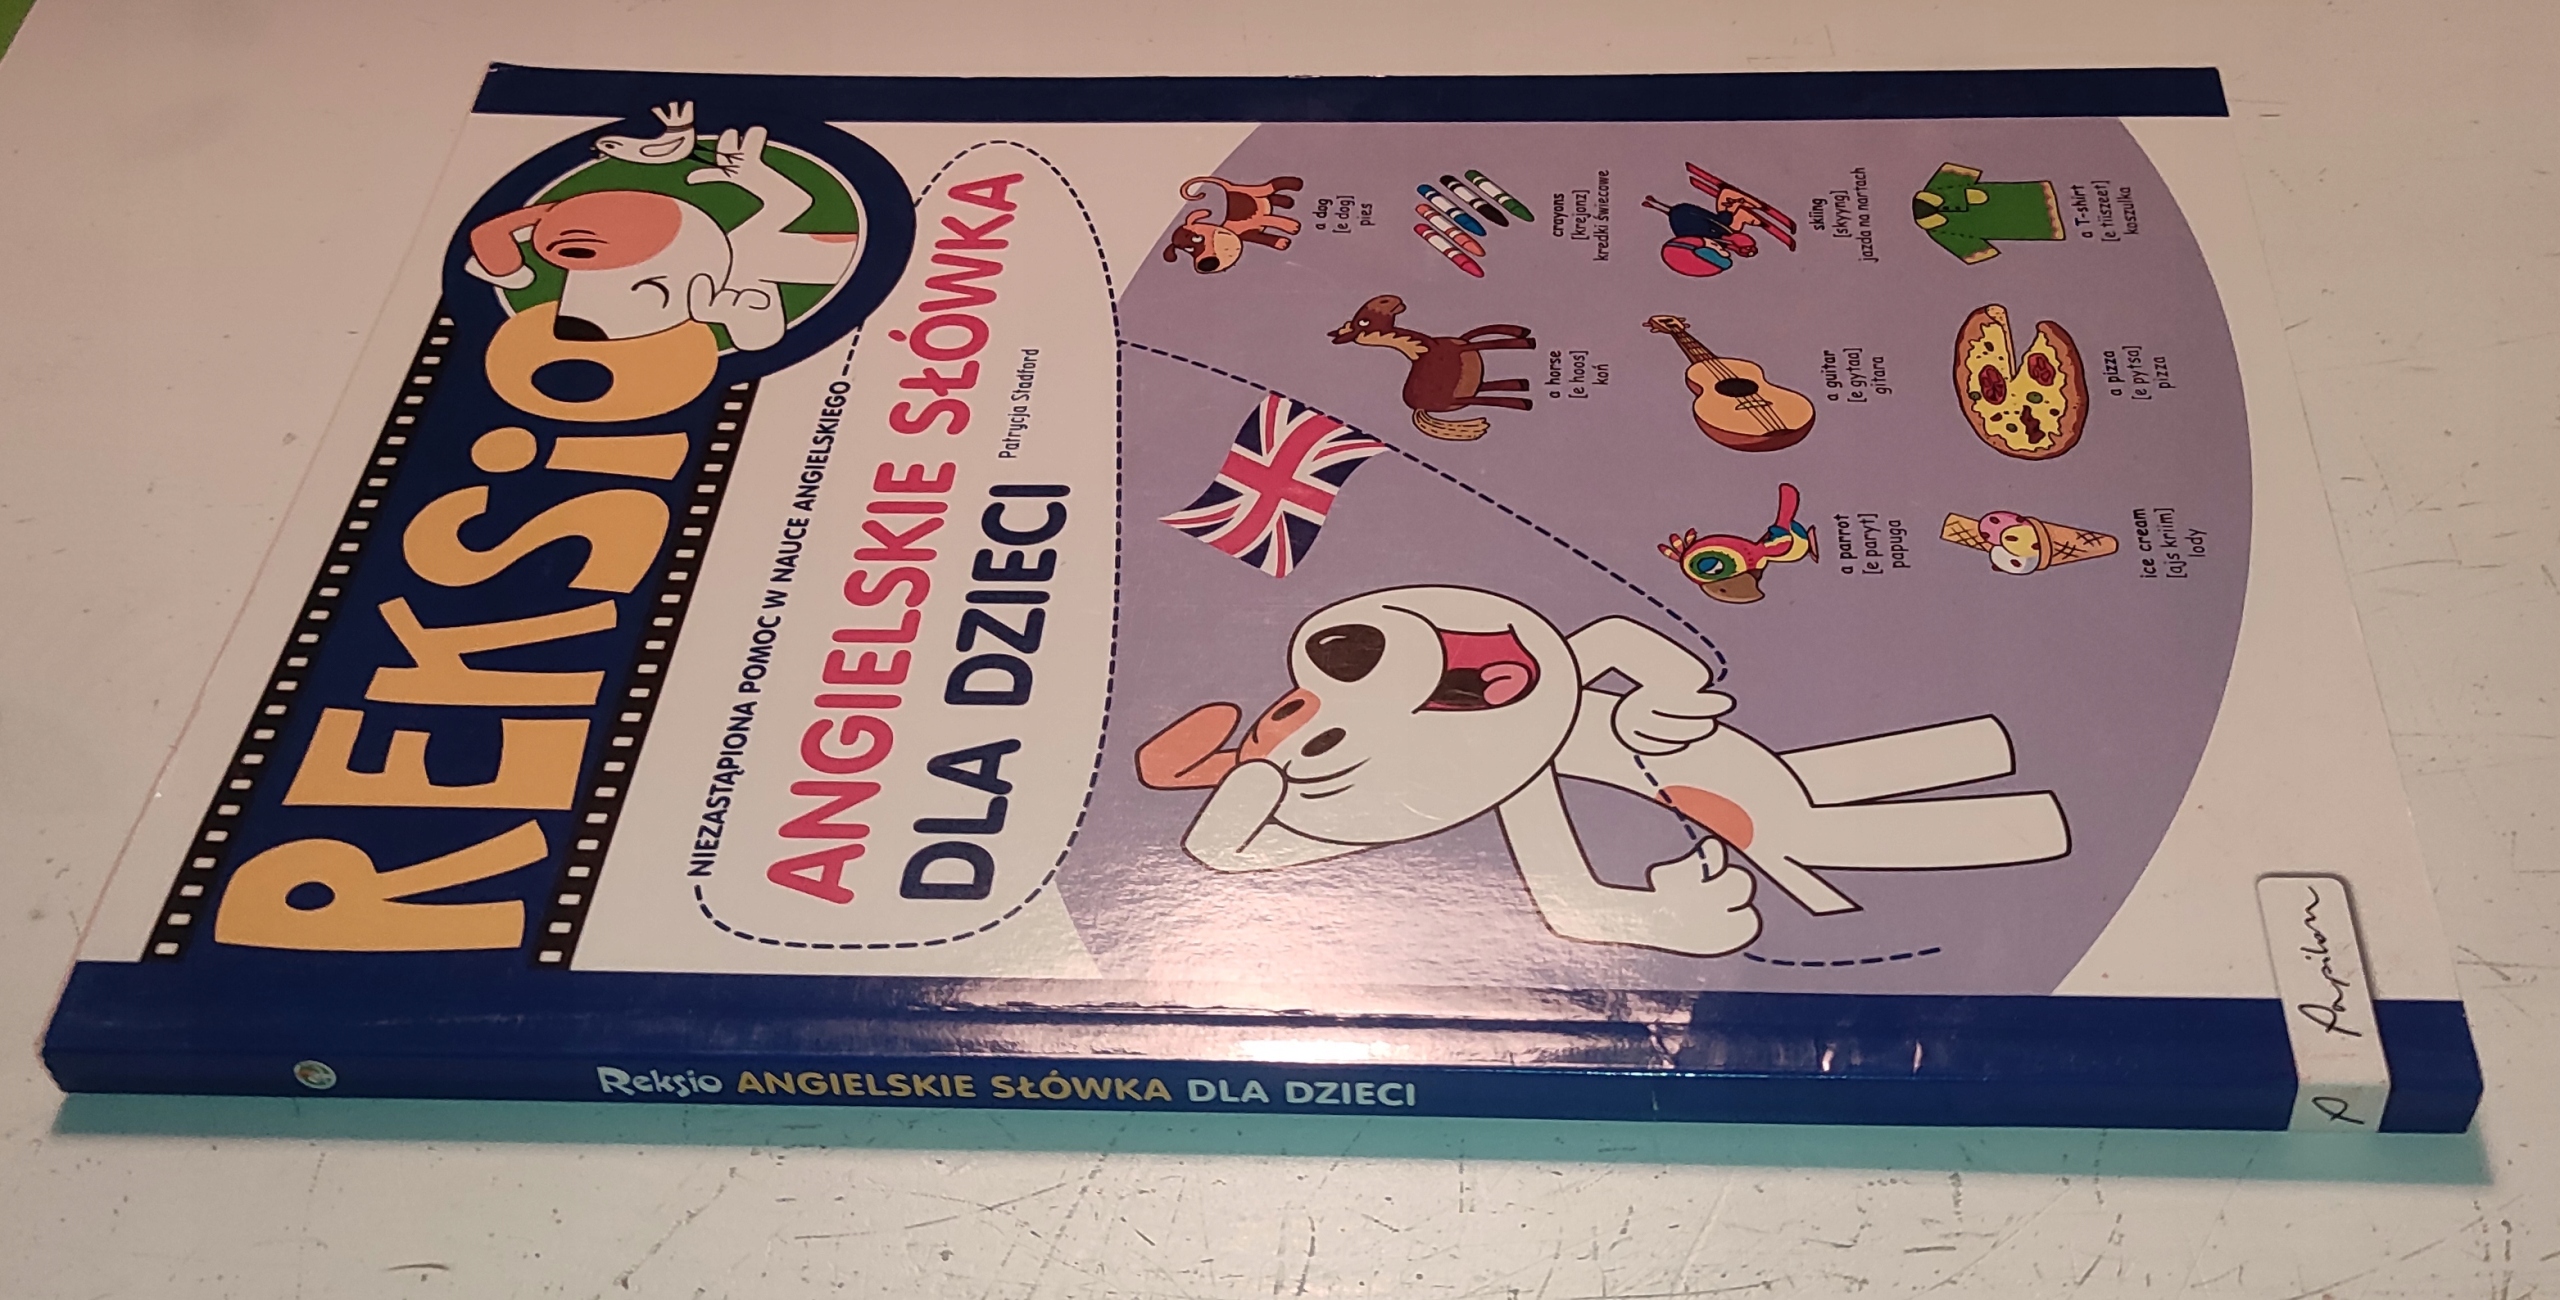 REKSiO
NIEZASTĄPIONA POMOC W NAUCE ANGIELSKIEGO
ANGIELSKIE SŁÓWKA
DLA DZIECI
Patrycja Stadford
a dog
[e dog]
pies
a horse
[e hoos]
koń
crayons
[krejonz]
kredki świecowe
a parrot
[e paryt]
papuga
a guitar
[e gytaa]
gitara
skiing
[skyyng]
jazda na nartach
ice cream
[ajs kriim]
lody
a pizza
[e pytsa]
pizza
a T-shirt
[e tiiszeet]
koszulka
Reksio ANGIELSKIE SŁÓWKA DLA DZIECI
P Papilon